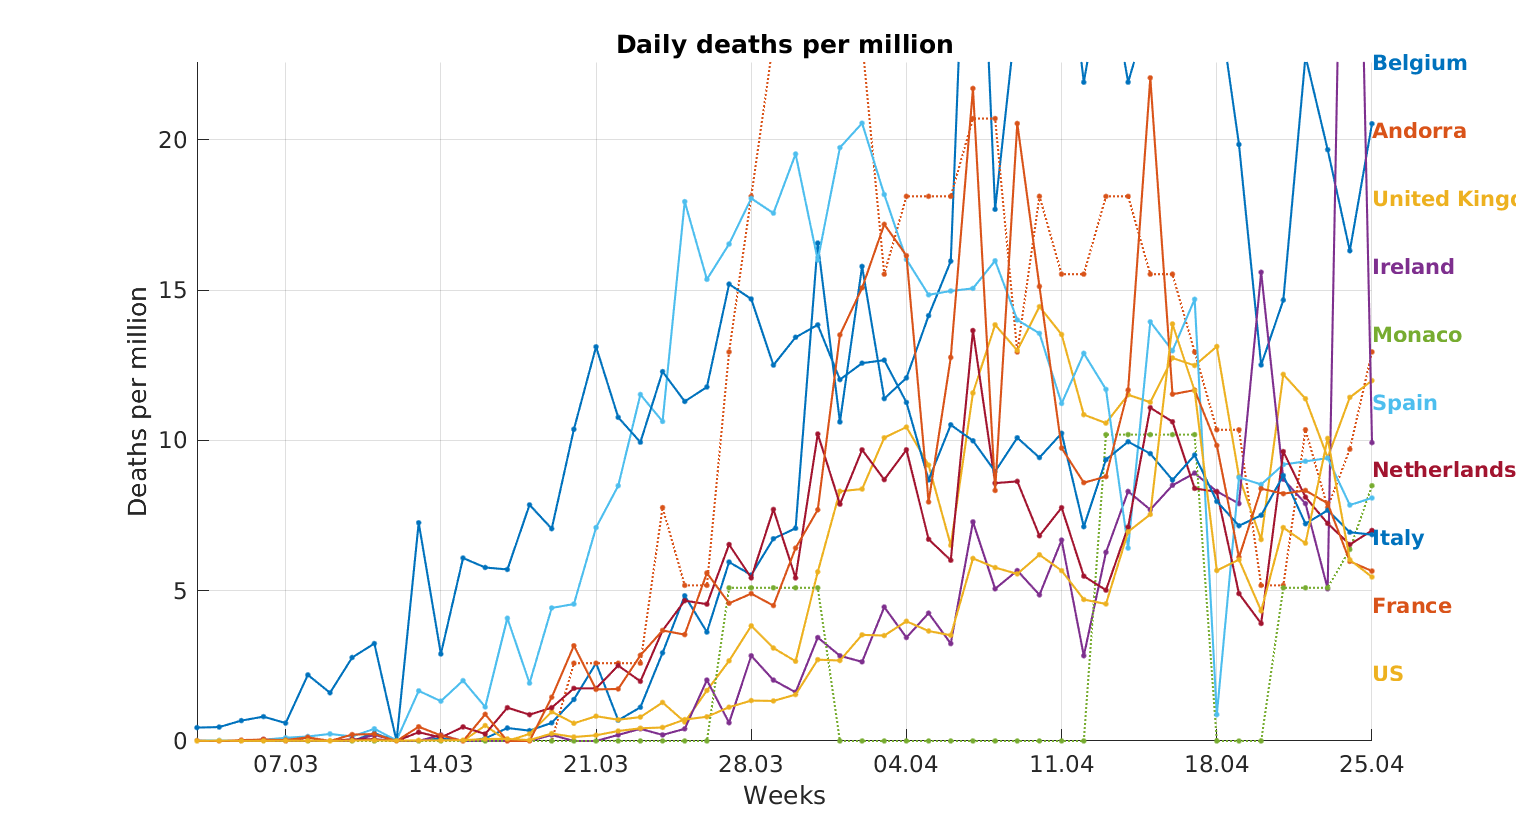 Daily deaths per million
Belgium
Andorra
United Kingd
Ireland
Monaco
Spain
Netherlands
Italy
France
US
20
15
10
5
0
Deaths per million
07.03 14.03 21.03 28.03 04.04 11.04 18.04 25.04
Weeks